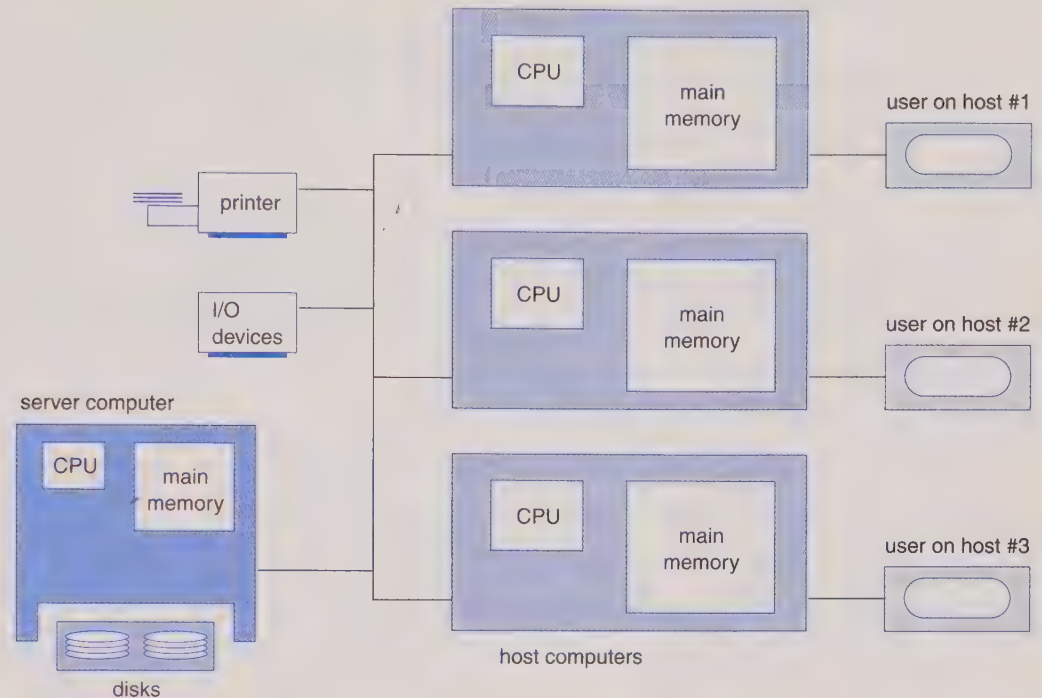 CPU
main
memory
user on host #1
printer
CPU
main
memory
I/O
devices
user on host #2
server computer
CPU
main
memory
CPU
main
memory
user on host #3
host computers
disks